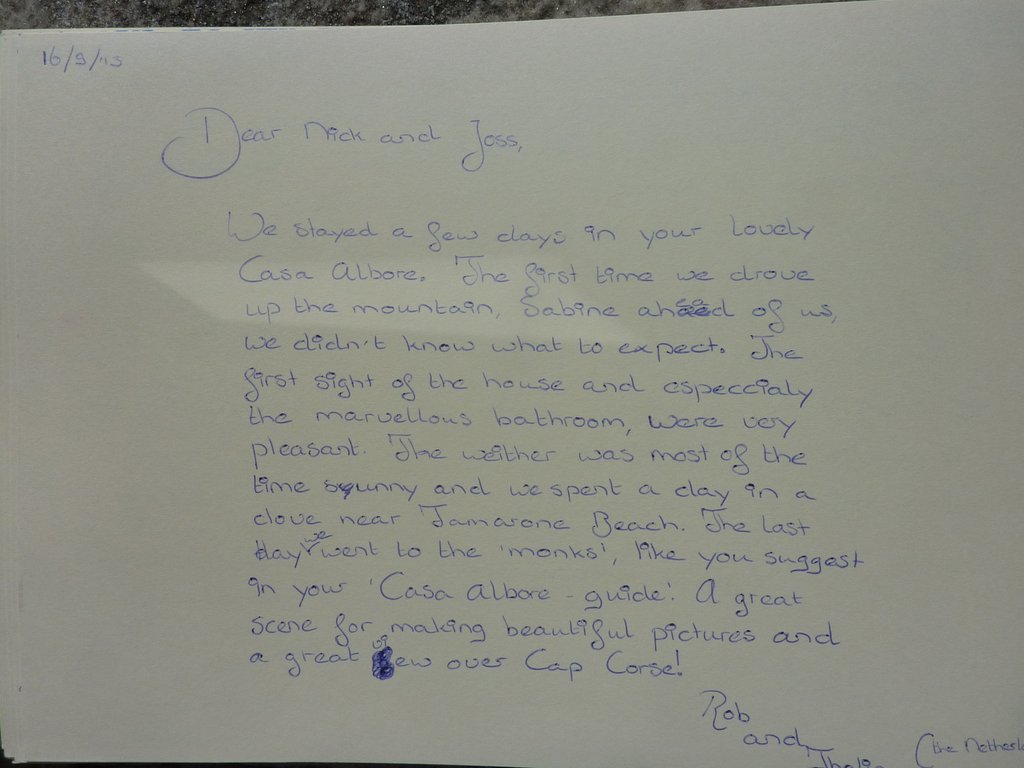 16/9/'13
Dear Nick and Joss,
We stayed a few days in your lovely
Casa Albore. The first time we drove
up the mountain, Sabine ahead of us,
we didn't know what to expect. The
first sight of the house and especcialy
the marvellous bathroom, were very
pleasant. The weither was most of the
time sunny and we spent a day in a
clove near Tamarone Beach. The last
day we went to the 'monks', like you suggest
in your 'Casa Albore - guide'. A great
scene for making beautiful pictures and
a great view over Cap Corse!
Rob
and
(the Netherla